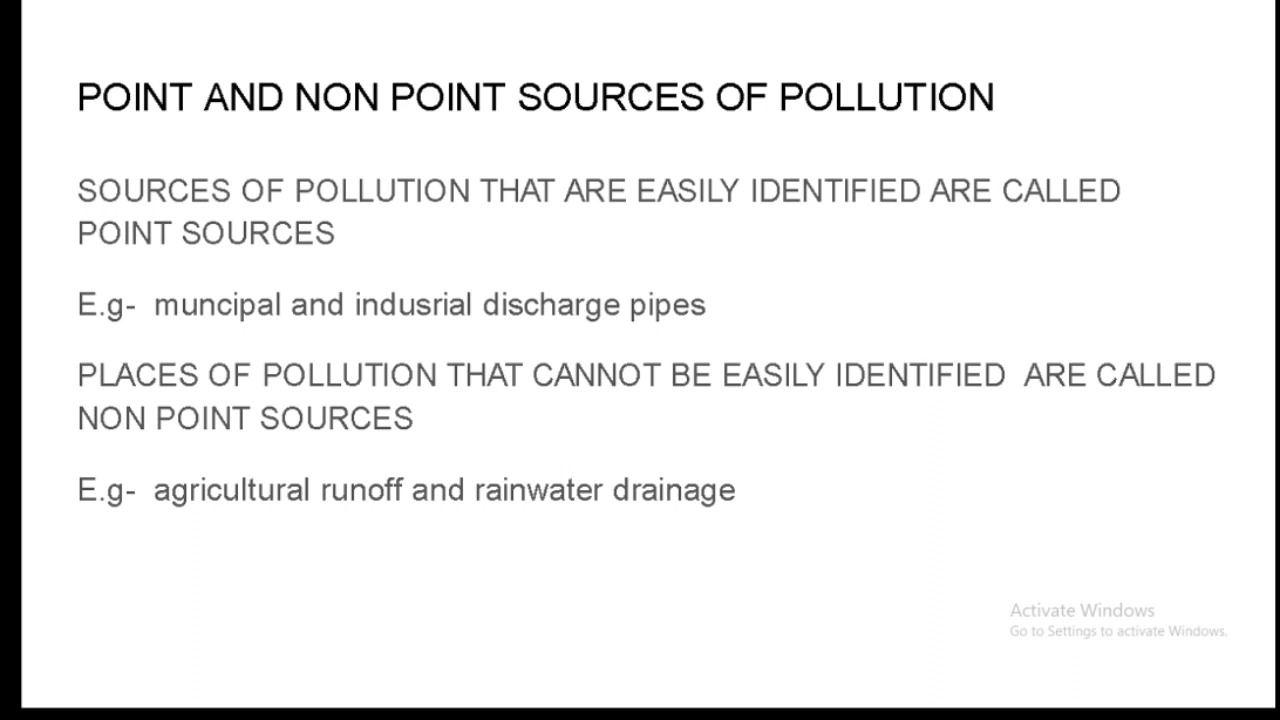 POINT AND NON POINT SOURCES OF POLLUTION
SOURCES OF POLLUTION THAT ARE EASILY IDENTIFIED ARE CALLED
POINT SOURCES
E.g-  muncipal and indusrial discharge pipes
PLACES OF POLLUTION THAT CANNOT BE EASILY IDENTIFIED  ARE CALLED
NON POINT SOURCES
E.g-  agricultural runoff and rainwater drainage
Activate Windows
Go to Settings to activate Windows.